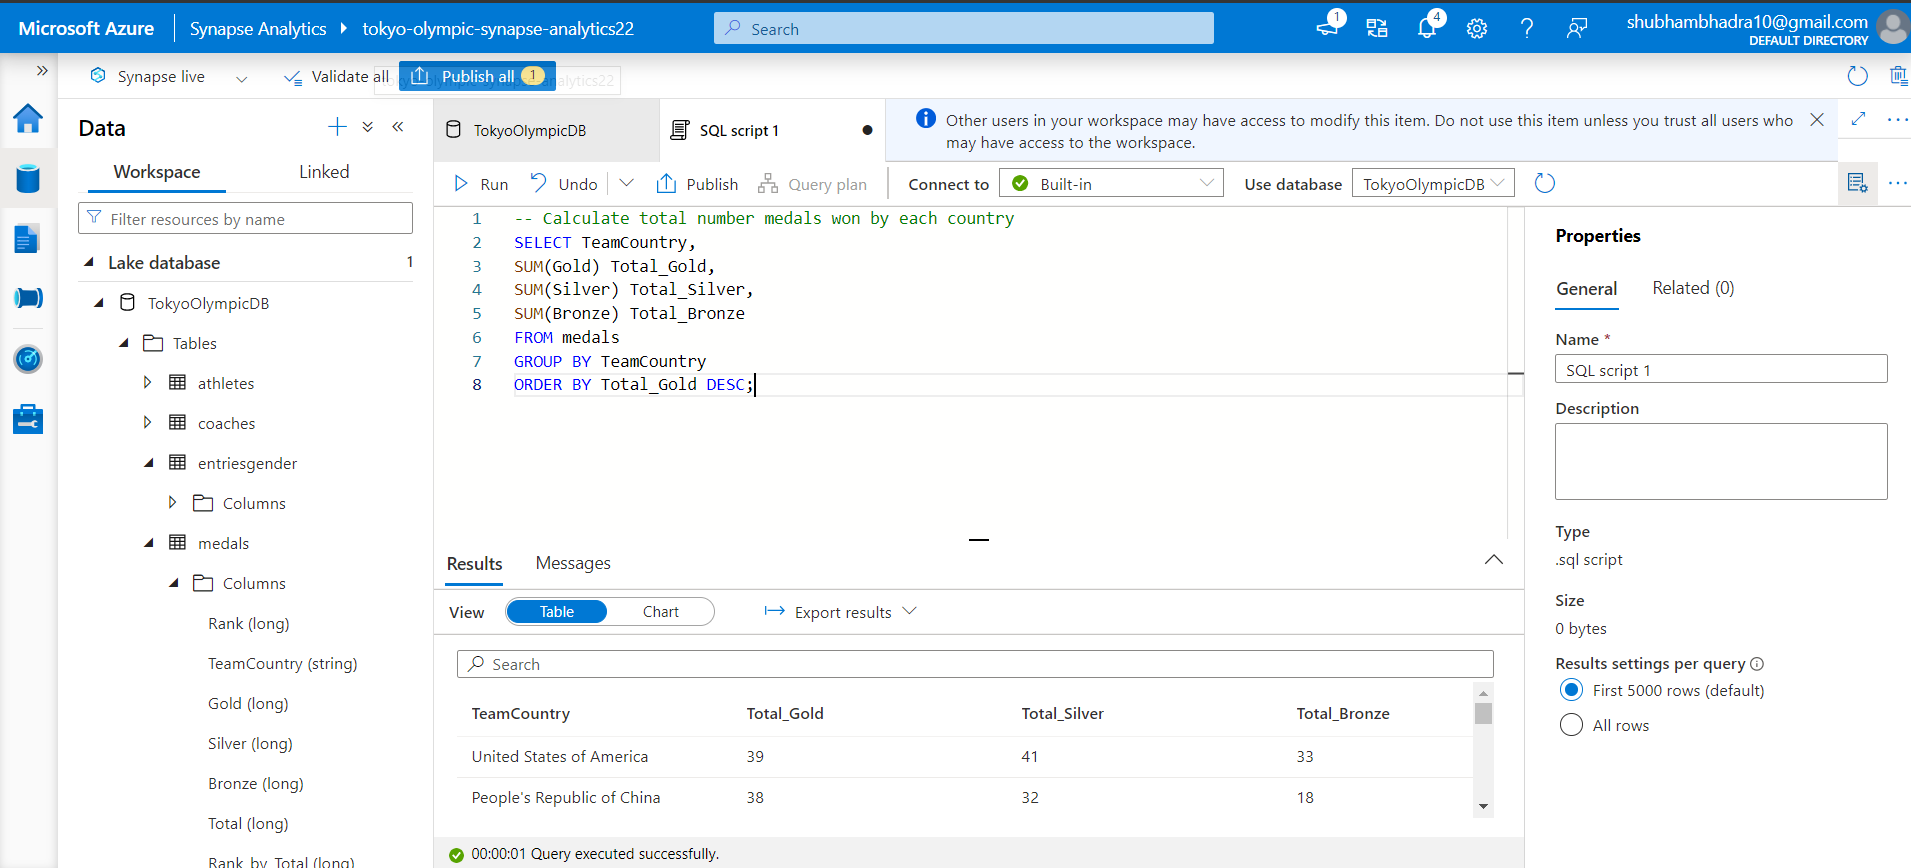 Microsoft Azure
Synapse Analytics
tokyo-olympic-synapse-analytics22
Search
1
4
shubhambhadra10@gmail.com
DEFAULT DIRECTORY
Synapse live
Validate all
Publish all 1
analytics22
Data
Workspace
Linked
Filter resources by name
Lake database 1
TokyoOlympicDB
Tables
athletes
coaches
entriesgender
Columns
medals
Columns
Rank (long)
TeamCountry (string)
Gold (long)
Silver (long)
Bronze (long)
Total (long)
Rank_by_Total (long)
TokyoOlympicDB
SQL script 1
Other users in your workspace may have access to modify this item. Do not use this item unless you trust all users who
may have access to the workspace.
Run
Undo
Publish
Query plan
Connect to
Built-in
Use database
TokyoOlympicDB
1 -- Calculate total number medals won by each country
2 SELECT TeamCountry,
3 SUM(Gold) Total_Gold,
4 SUM(Silver) Total_Silver,
5 SUM(Bronze) Total_Bronze
6 FROM medals
7 GROUP BY TeamCountry
8 ORDER BY Total_Gold DESC;
Results
Messages
View
Table
Chart
Export results
Search
TeamCountry Total_Gold Total_Silver Total_Bronze
United States of America 39 41 33
People's Republic of China 38 32 18
00:00:01 Query executed successfully.
Properties
General
Related (0)
Name *
SQL script 1
Description
Type
.sql script
Size
0 bytes
Results settings per query
First 5000 rows (default)
All rows